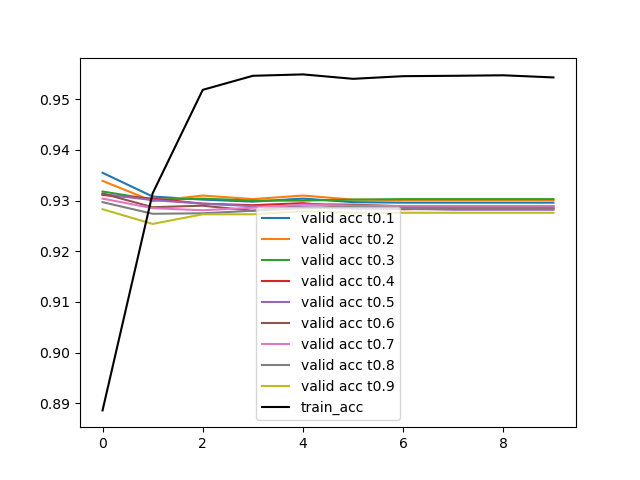 0.95
0.94
0.93
0.92
0.91
0.90
0.89
0 2 4 6 8
valid acc t0.1
valid acc t0.2
valid acc t0.3
valid acc t0.4
valid acc t0.5
valid acc t0.6
valid acc t0.7
valid acc t0.8
valid acc t0.9
train_acc